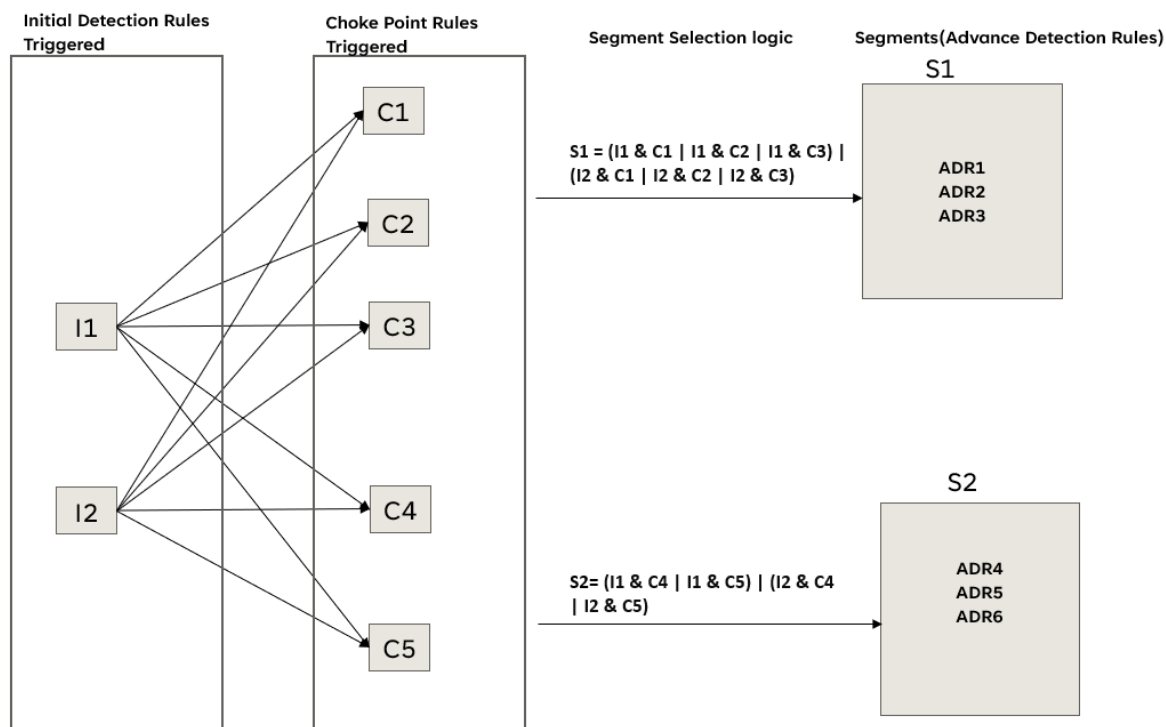 Initial Detection Rules
Triggered
Choke Point Rules
Triggered
Segment Selection logic
Segments(Advance Detection Rules)
S1
C1
C2
C3
C4
C5
I1
I2
S1 = (I1 & C1 | I1 & C2 | I1 & C3) |
(I2 & C1 | I2 & C2 | I2 & C3)
ADR1
ADR2
ADR3
S2
S2= (I1 & C4 | I1 & C5) | (I2 & C4
| I2 & C5)
ADR4
ADR5
ADR6